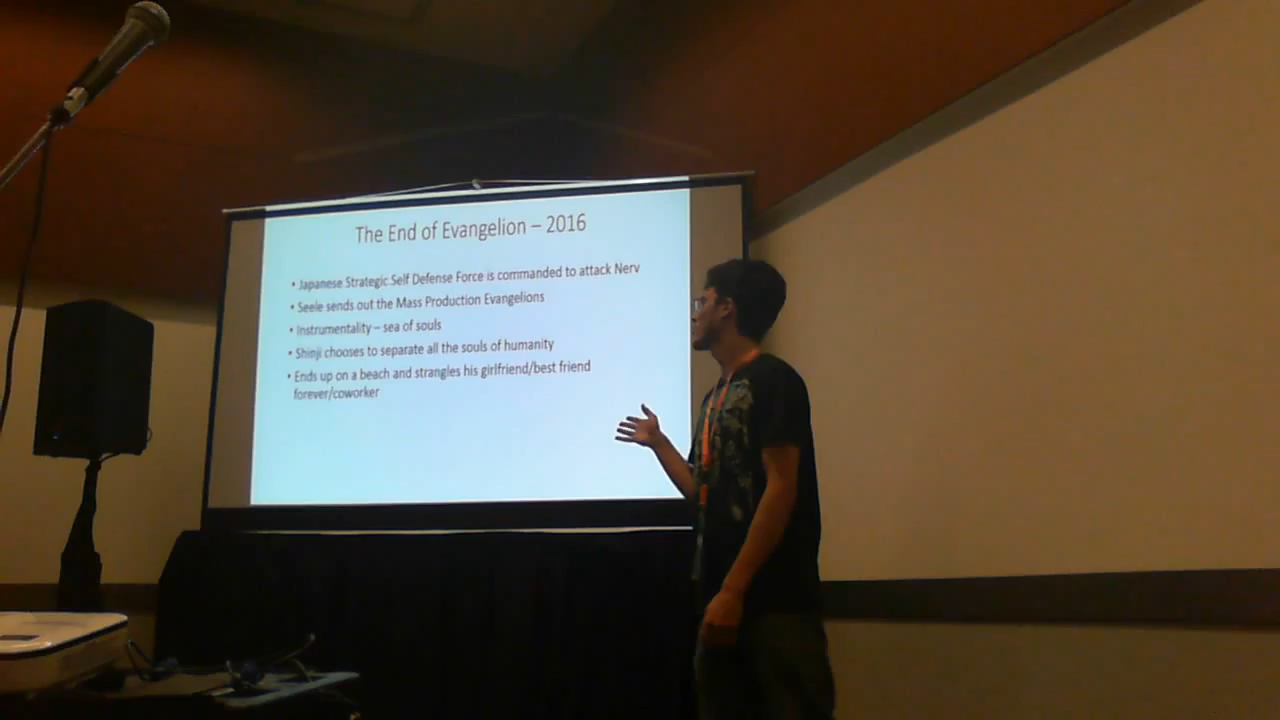 The End of Evangelion – 2016
• Japanese Strategic Self Defense Force is commanded to attack Nerv
• Seele sends out the Mass Production Evangelions
• Instrumentality – sea of souls
• Shinji chooses to separate all the souls of humanity
• Ends up on a beach and strangles his girlfriend/best friend
forever/coworker